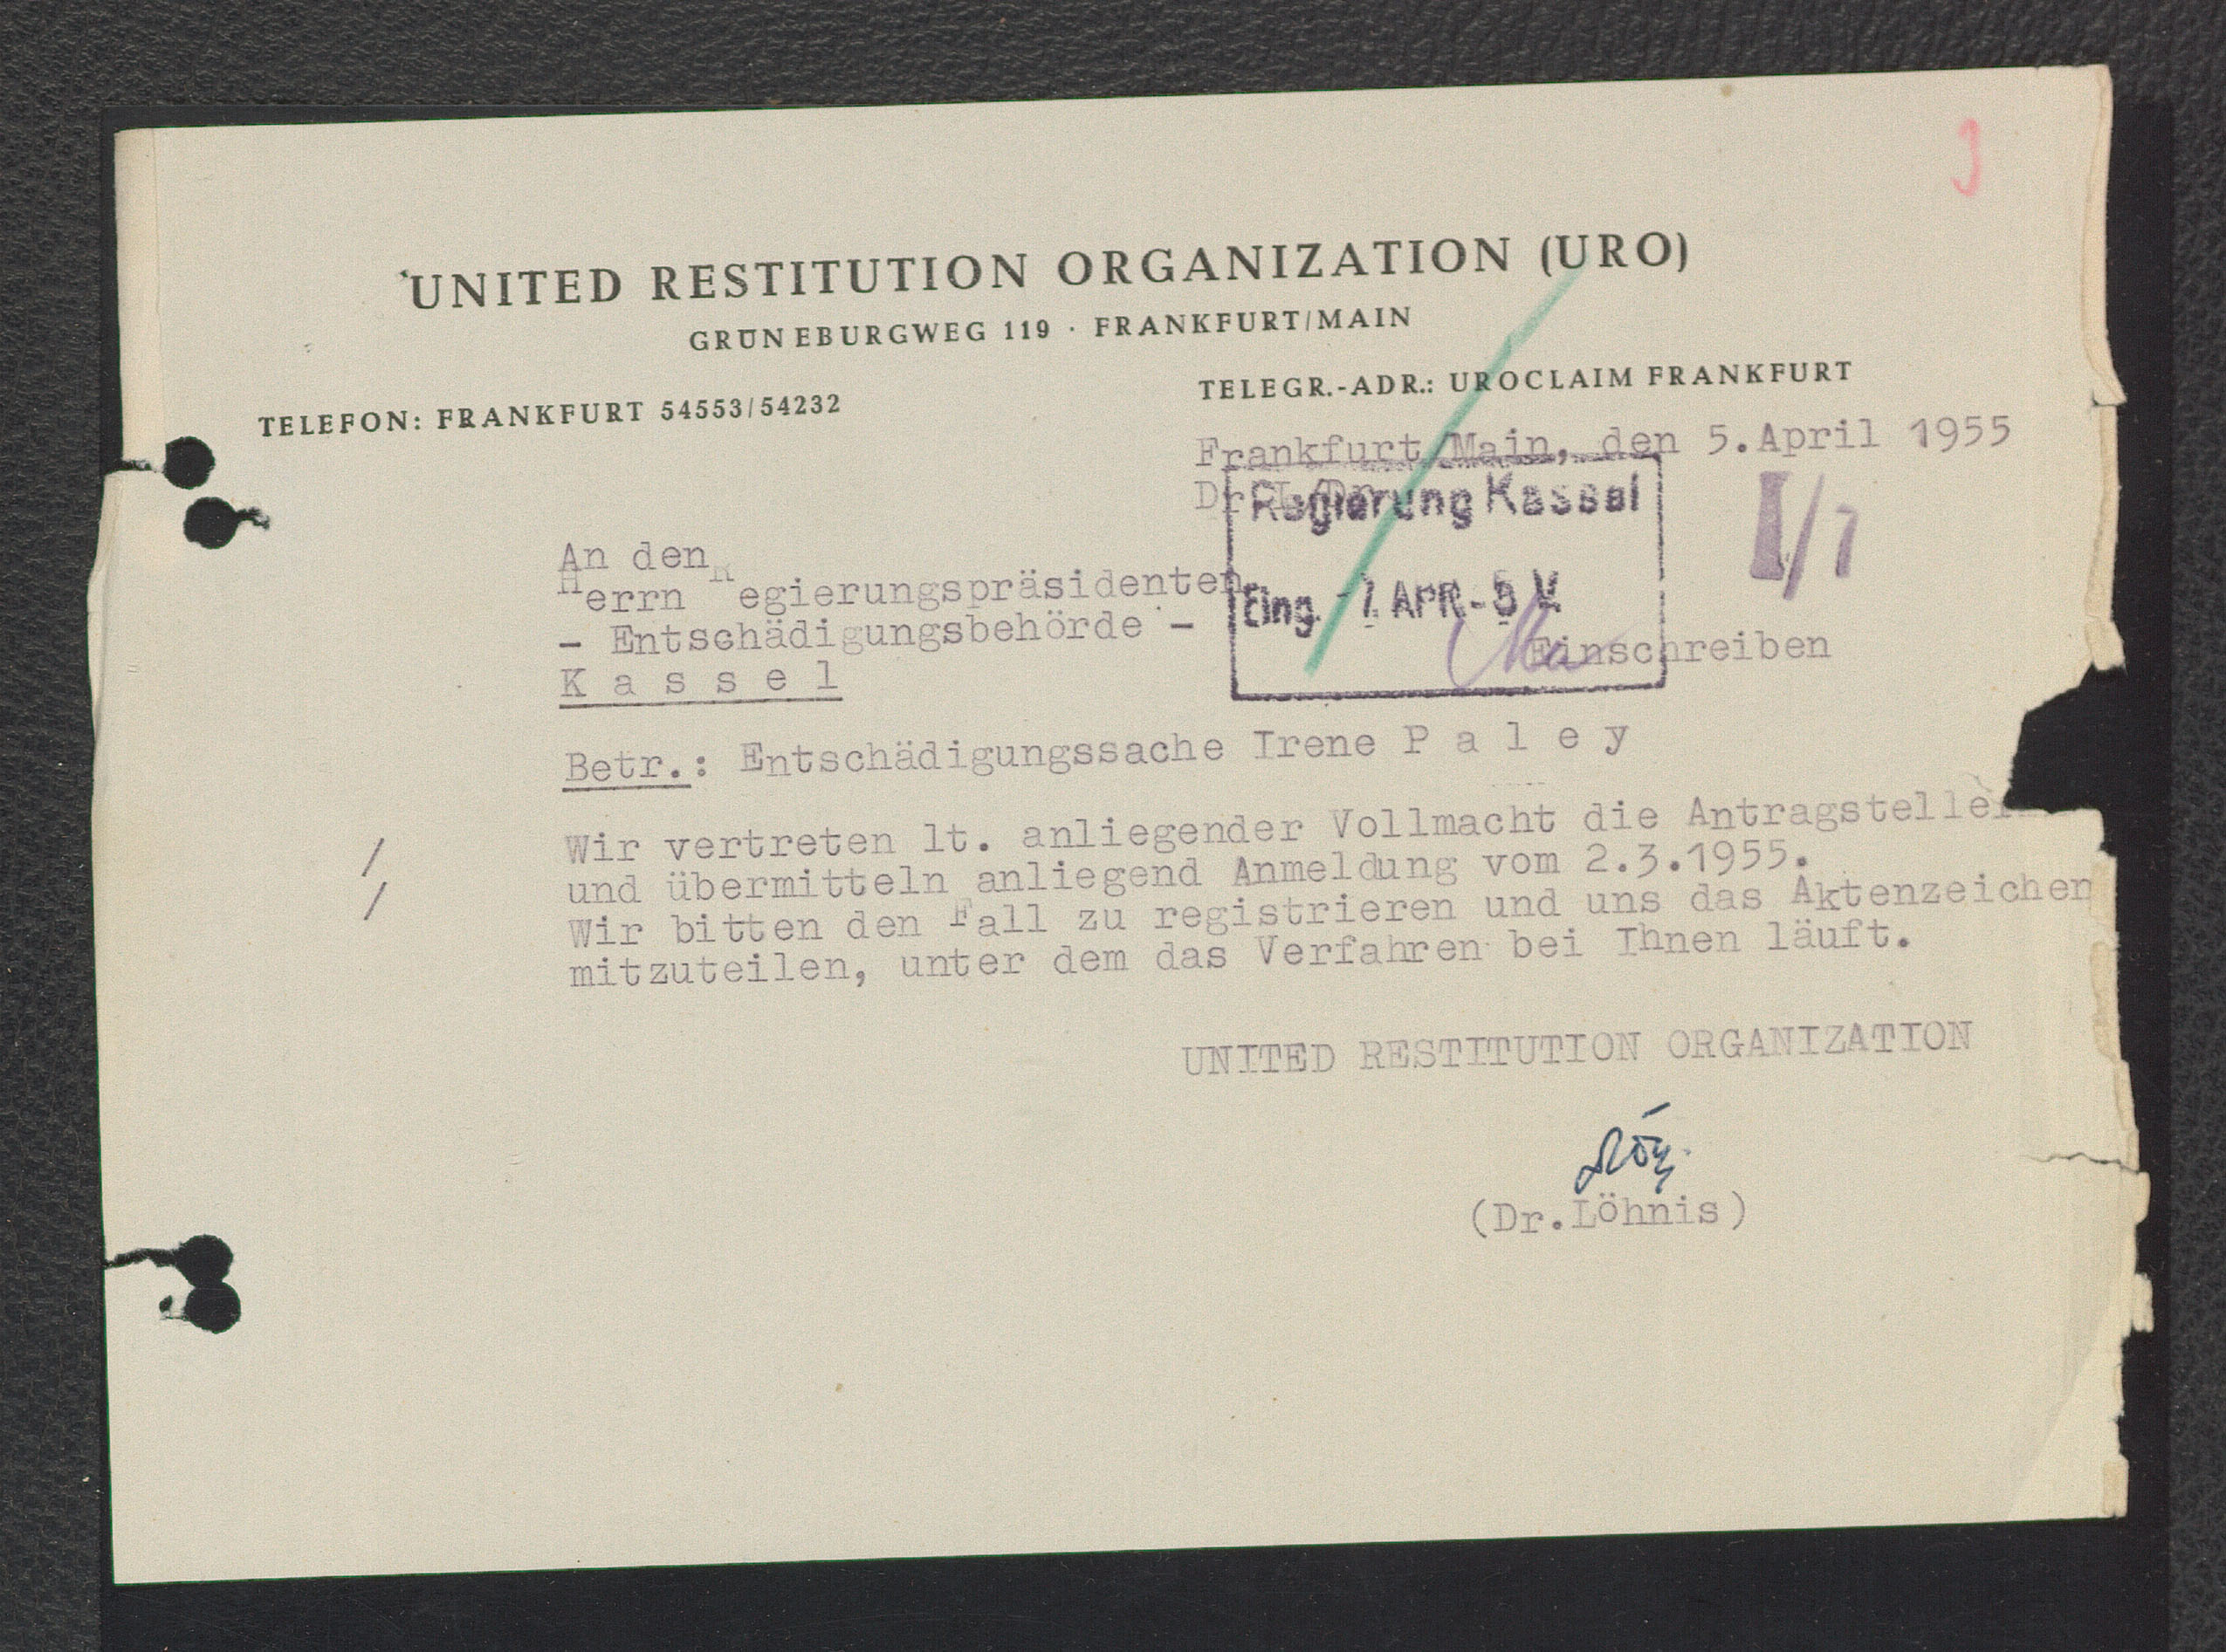 3
UNITED RESTITUTION ORGANIZATION (URO)
GRÜNEBURGWEG 119 · FRANKFURT/MAIN
TELEFON: FRANKFURT 54553/54232
TELEGR.-ADR.: UROCLAIM FRANKFURT
Frankfurt/Main, den 5.April 1955
Regierung Kassel
I/7
An den
Herrn Regierungspräsidenten
Eing. -7. APR.-5 V
- Entschädigungsbehörde -
Einschreiben
K a s s e l
Betr.: Entschädigungssache Irene P a l e y
Wir vertreten lt. anliegender Vollmacht die
und übermitteln anliegend Anmeldung vom 2.3.1955.
Wir bitten den Fall zu registrieren und uns das Aktenzeichen
mitzuteilen, unter dem das Verfahren bei Ihnen läuft.
UNITED RESTITUTION ORGANIZATION
(Dr.Löhnis)